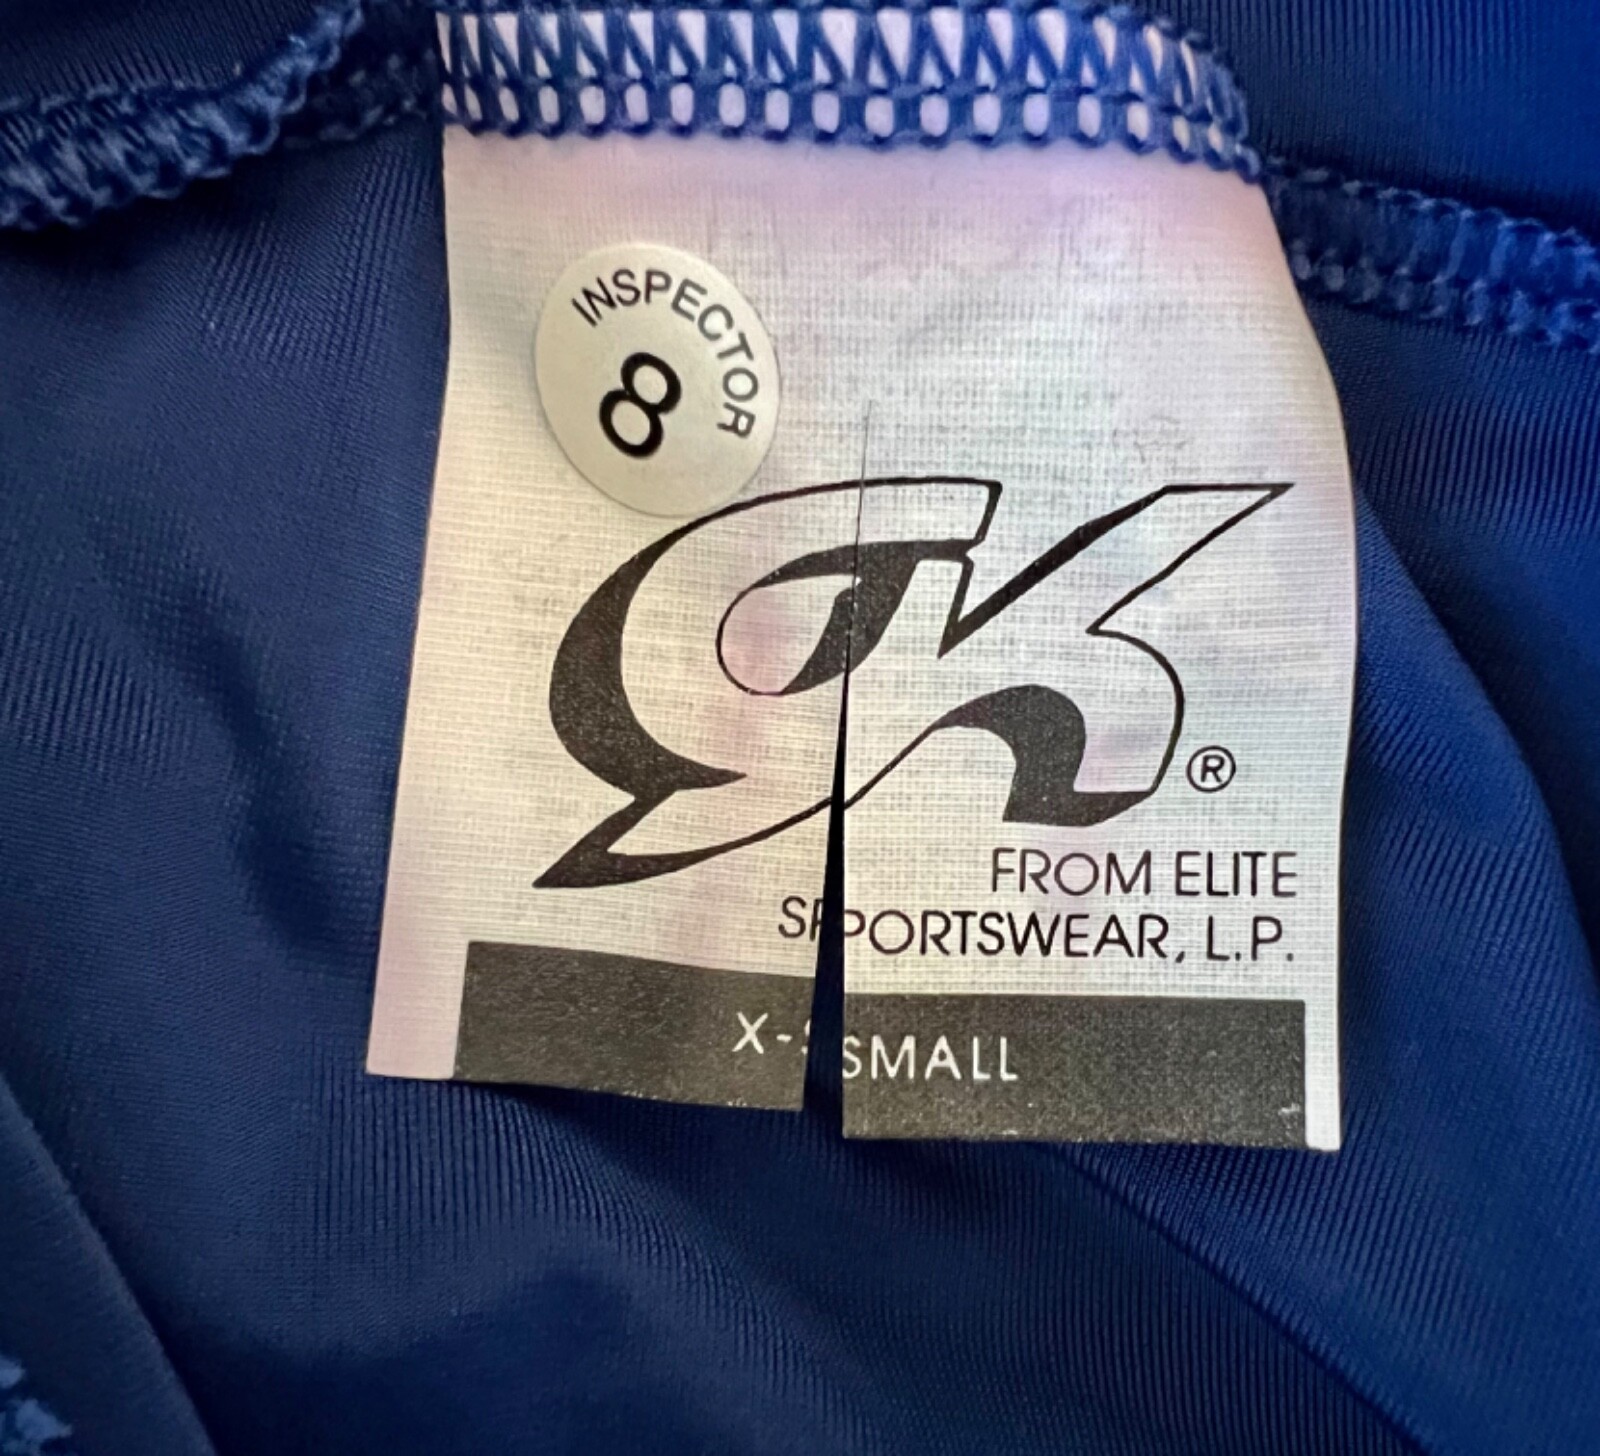 INSPECTOR
8
GK®
FROM ELITE
SPORTSWEAR, L.P.
X-SMALL